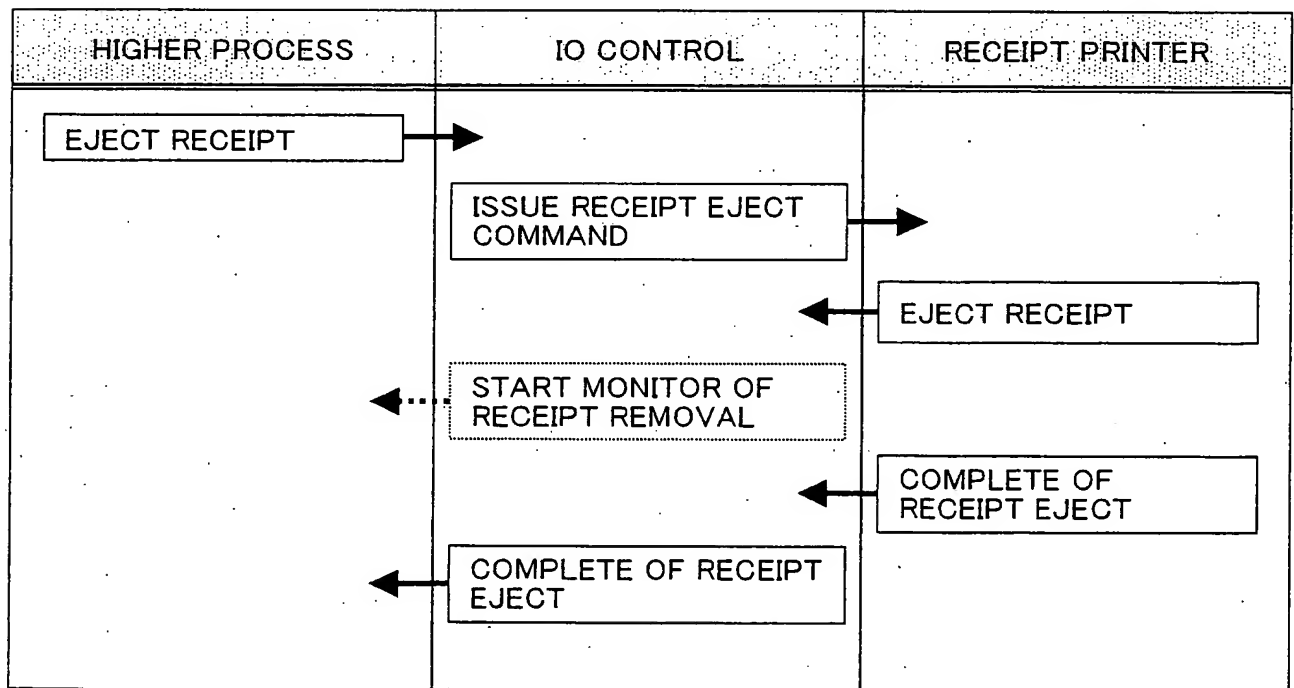 HIGHER PROCESS
IO CONTROL
RECEIPT PRINTER
EJECT RECEIPT
ISSUE RECEIPT EJECT
COMMAND
EJECT RECEIPT
START MONITOR OF
RECEIPT REMOVAL
COMPLETE OF
RECEIPT EJECT
COMPLETE OF RECEIPT
EJECT